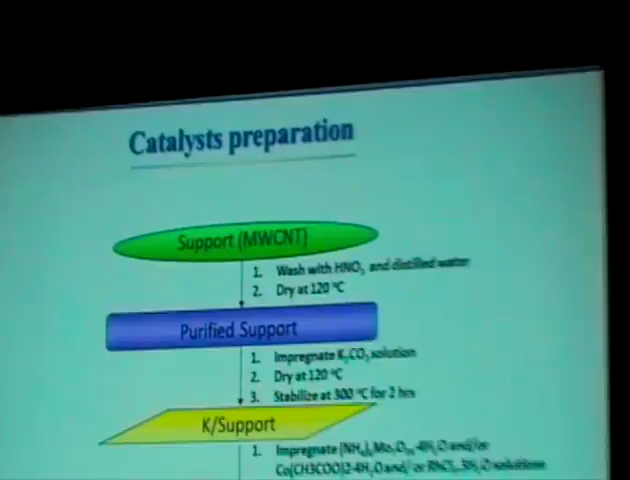 Catalysts preparation
Support (MWCNT)
1. Wash with HNO₃ and distilled water
2. Dry at 120 °C
Purified Support
1. Impregnate K₂CO₃ solution
2. Dry at 120 °C
3. Stabilize at 300 °C for 2 hrs
K/Support
1. Impregnate (NH₄)₆Mo₇O₂₄·4H₂O and/or
Co(CH3COO)2·4H₂O and/ or RhCl₃·3H₂O solutions